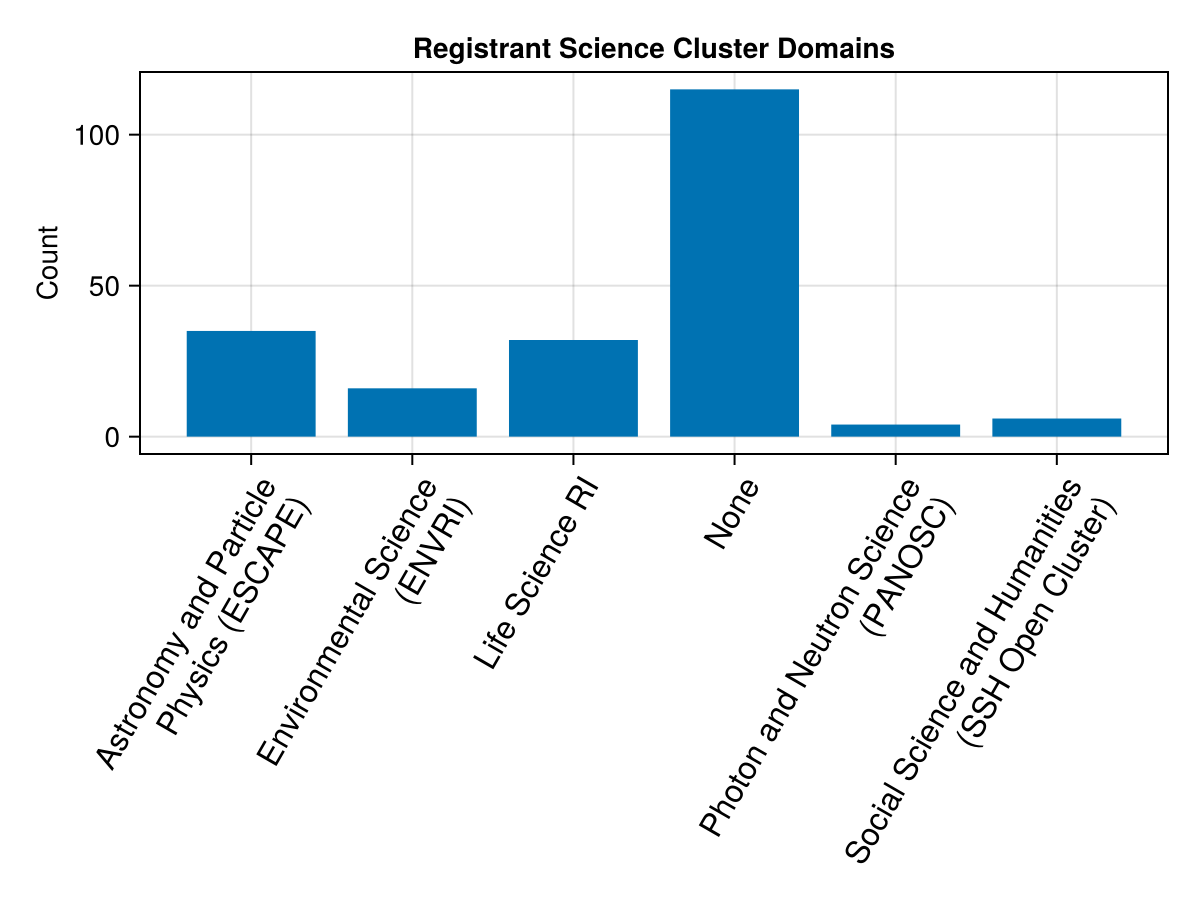 Registrant Science Cluster Domains
Count
100
50
0
Astronomy and Particle
Physics (ESCAPE)
Environmental Science
(ENVRI)
Life Science RI
None
Photon and Neutron Science
(PANOSC)
Social Science and Humanities
(SSH Open Cluster)